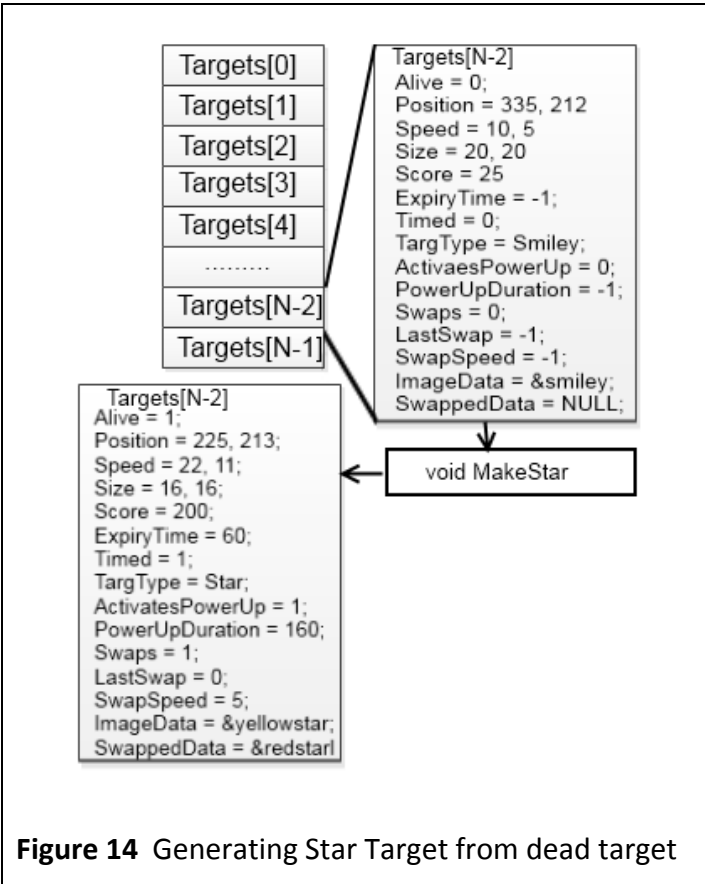 Targets[0]
Targets[1]
Targets[2]
Targets[3]
Targets[4]
.........
Targets[N-2]
Targets[N-1]
Targets[N-2]
Alive = 0;
Position = 335, 212
Speed = 10, 5
Size = 20, 20
Score = 25
ExpiryTime = -1;
Timed = 0;
TargType = Smiley;
ActivaesPowerUp = 0;
PowerUpDuration = -1;
Swaps = 0;
LastSwap = -1;
SwapSpeed = -1;
ImageData = &smiley;
SwappedData = NULL;
void MakeStar
Targets[N-2]
Alive = 1;
Position = 225, 213;
Speed = 22, 11;
Size = 16, 16;
Score = 200;
ExpiryTime = 60;
Timed = 1;
TargType = Star;
ActivatesPowerUp = 1;
PowerUpDuration = 160;
Swaps = 1;
LastSwap = 0;
SwapSpeed = 5;
ImageData = &yellowstar;
SwappedData = &redstarl
Figure 14 Generating Star Target from dead target